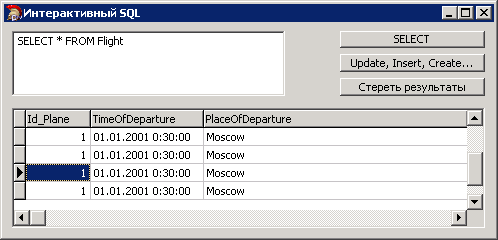 Интерактивный SQL
SELECT * FROM Flight
SELECT
Update, Insert, Create...
Стереть результаты
Id_Plane TimeOfDeparture PlaceOfDeparture
1 01.01.2001 0:30:00 Moscow
1 01.01.2001 0:30:00 Moscow
1 01.01.2001 0:30:00 Moscow
1 01.01.2001 0:30:00 Moscow